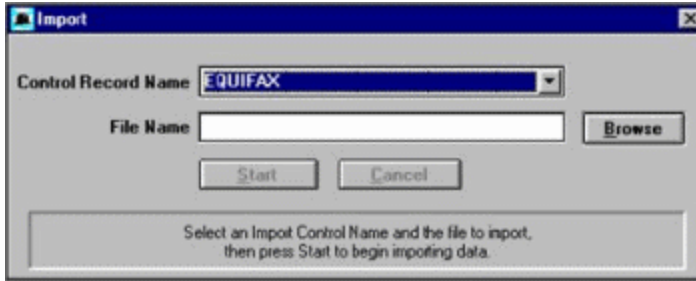 Import
Control Record Name EQUIFAX
File Name Browse
Start Cancel
Select an Impot Control Name and the file to import,
then press Start to begin importing data.